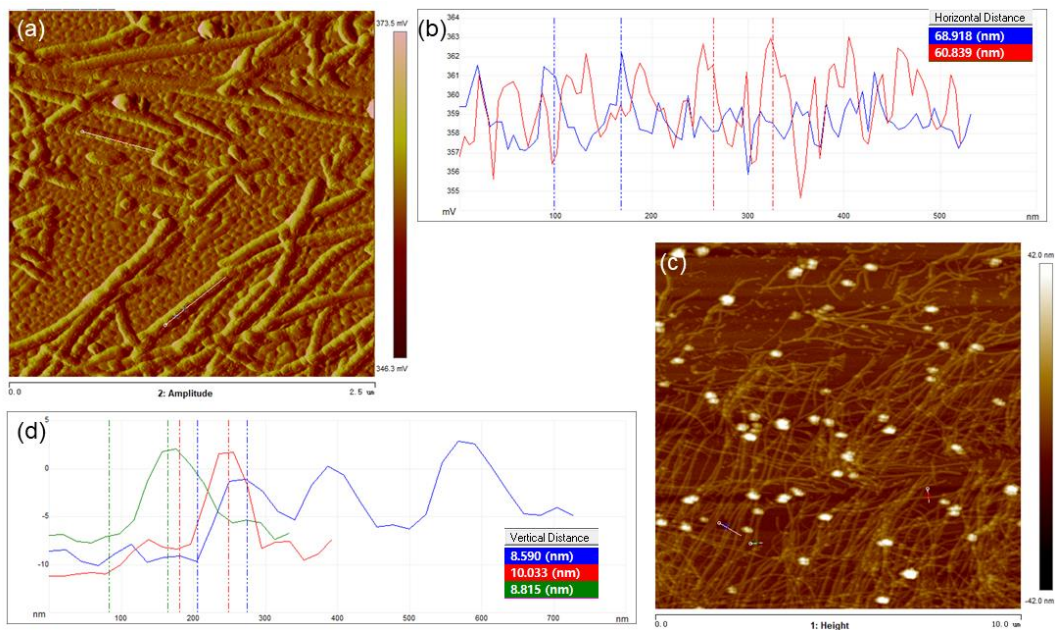 (a)
373.5 mV
346.3 mV
0.0
2: Amplitude
2.5 um
(b)
364
363
362
361
360
359
358
357
356
355
mV
100
200
300
400
500
nm
Horizontal Distance
68.918 (nm)
60.839 (nm)
(c)
42.0 nm
-42.0 nm
0.0
1: Height
10.0 um
(d)
5
0
-5
-10
nm
100
200
300
400
500
600
700
nm
Vertical Distance
8.590 (nm)
10.033 (nm)
8.815 (nm)